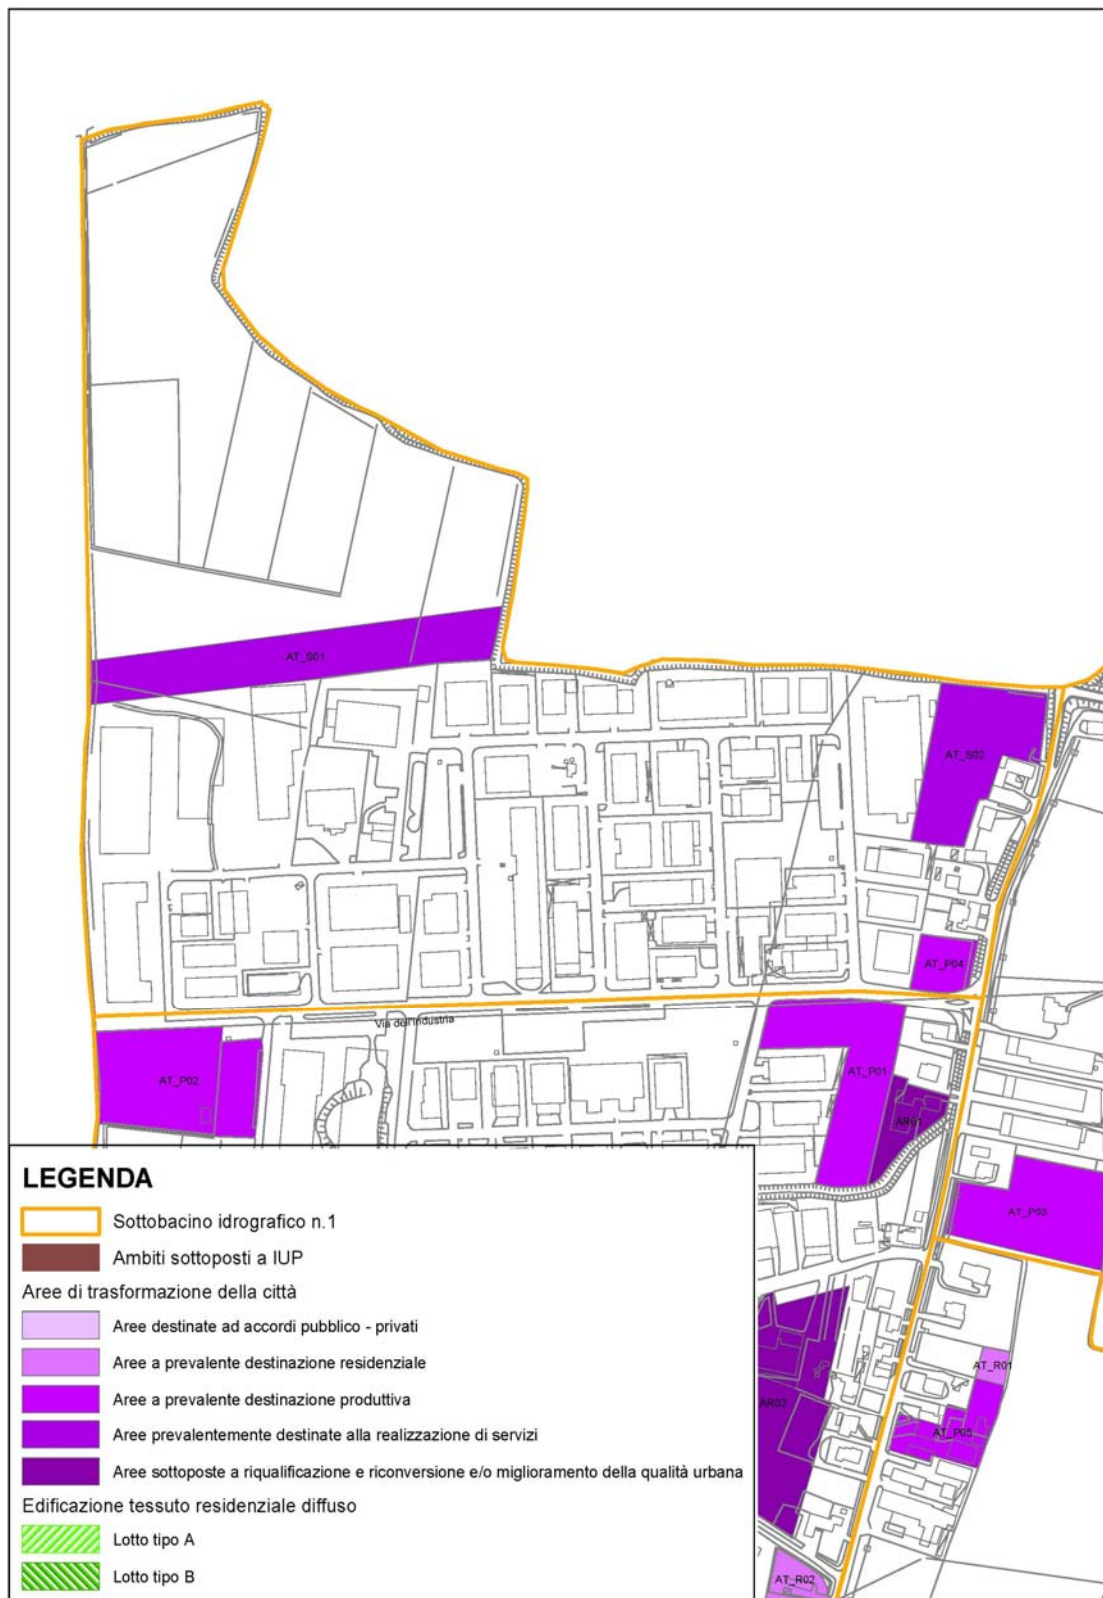 AT_S01
AT_S02
AT_P04
Via dell'Industria
AT_P02
AT_P01
AR01
AT_P03
AT_R01
AR02
AT_P05
AT_R02
LEGENDA
Sottobacino idrografico n.1
Ambiti sottoposti a IUP
Aree di trasformazione della città
Aree destinate ad accordi pubblico - privati
Aree a prevalente destinazione residenziale
Aree a prevalente destinazione produttiva
Aree prevalentemente destinate alla realizzazione di servizi
Aree sottoposte a riqualificazione e riconversione e/o miglioramento della qualità urbana
Edificazione tessuto residenziale diffuso
Lotto tipo A
Lotto tipo B